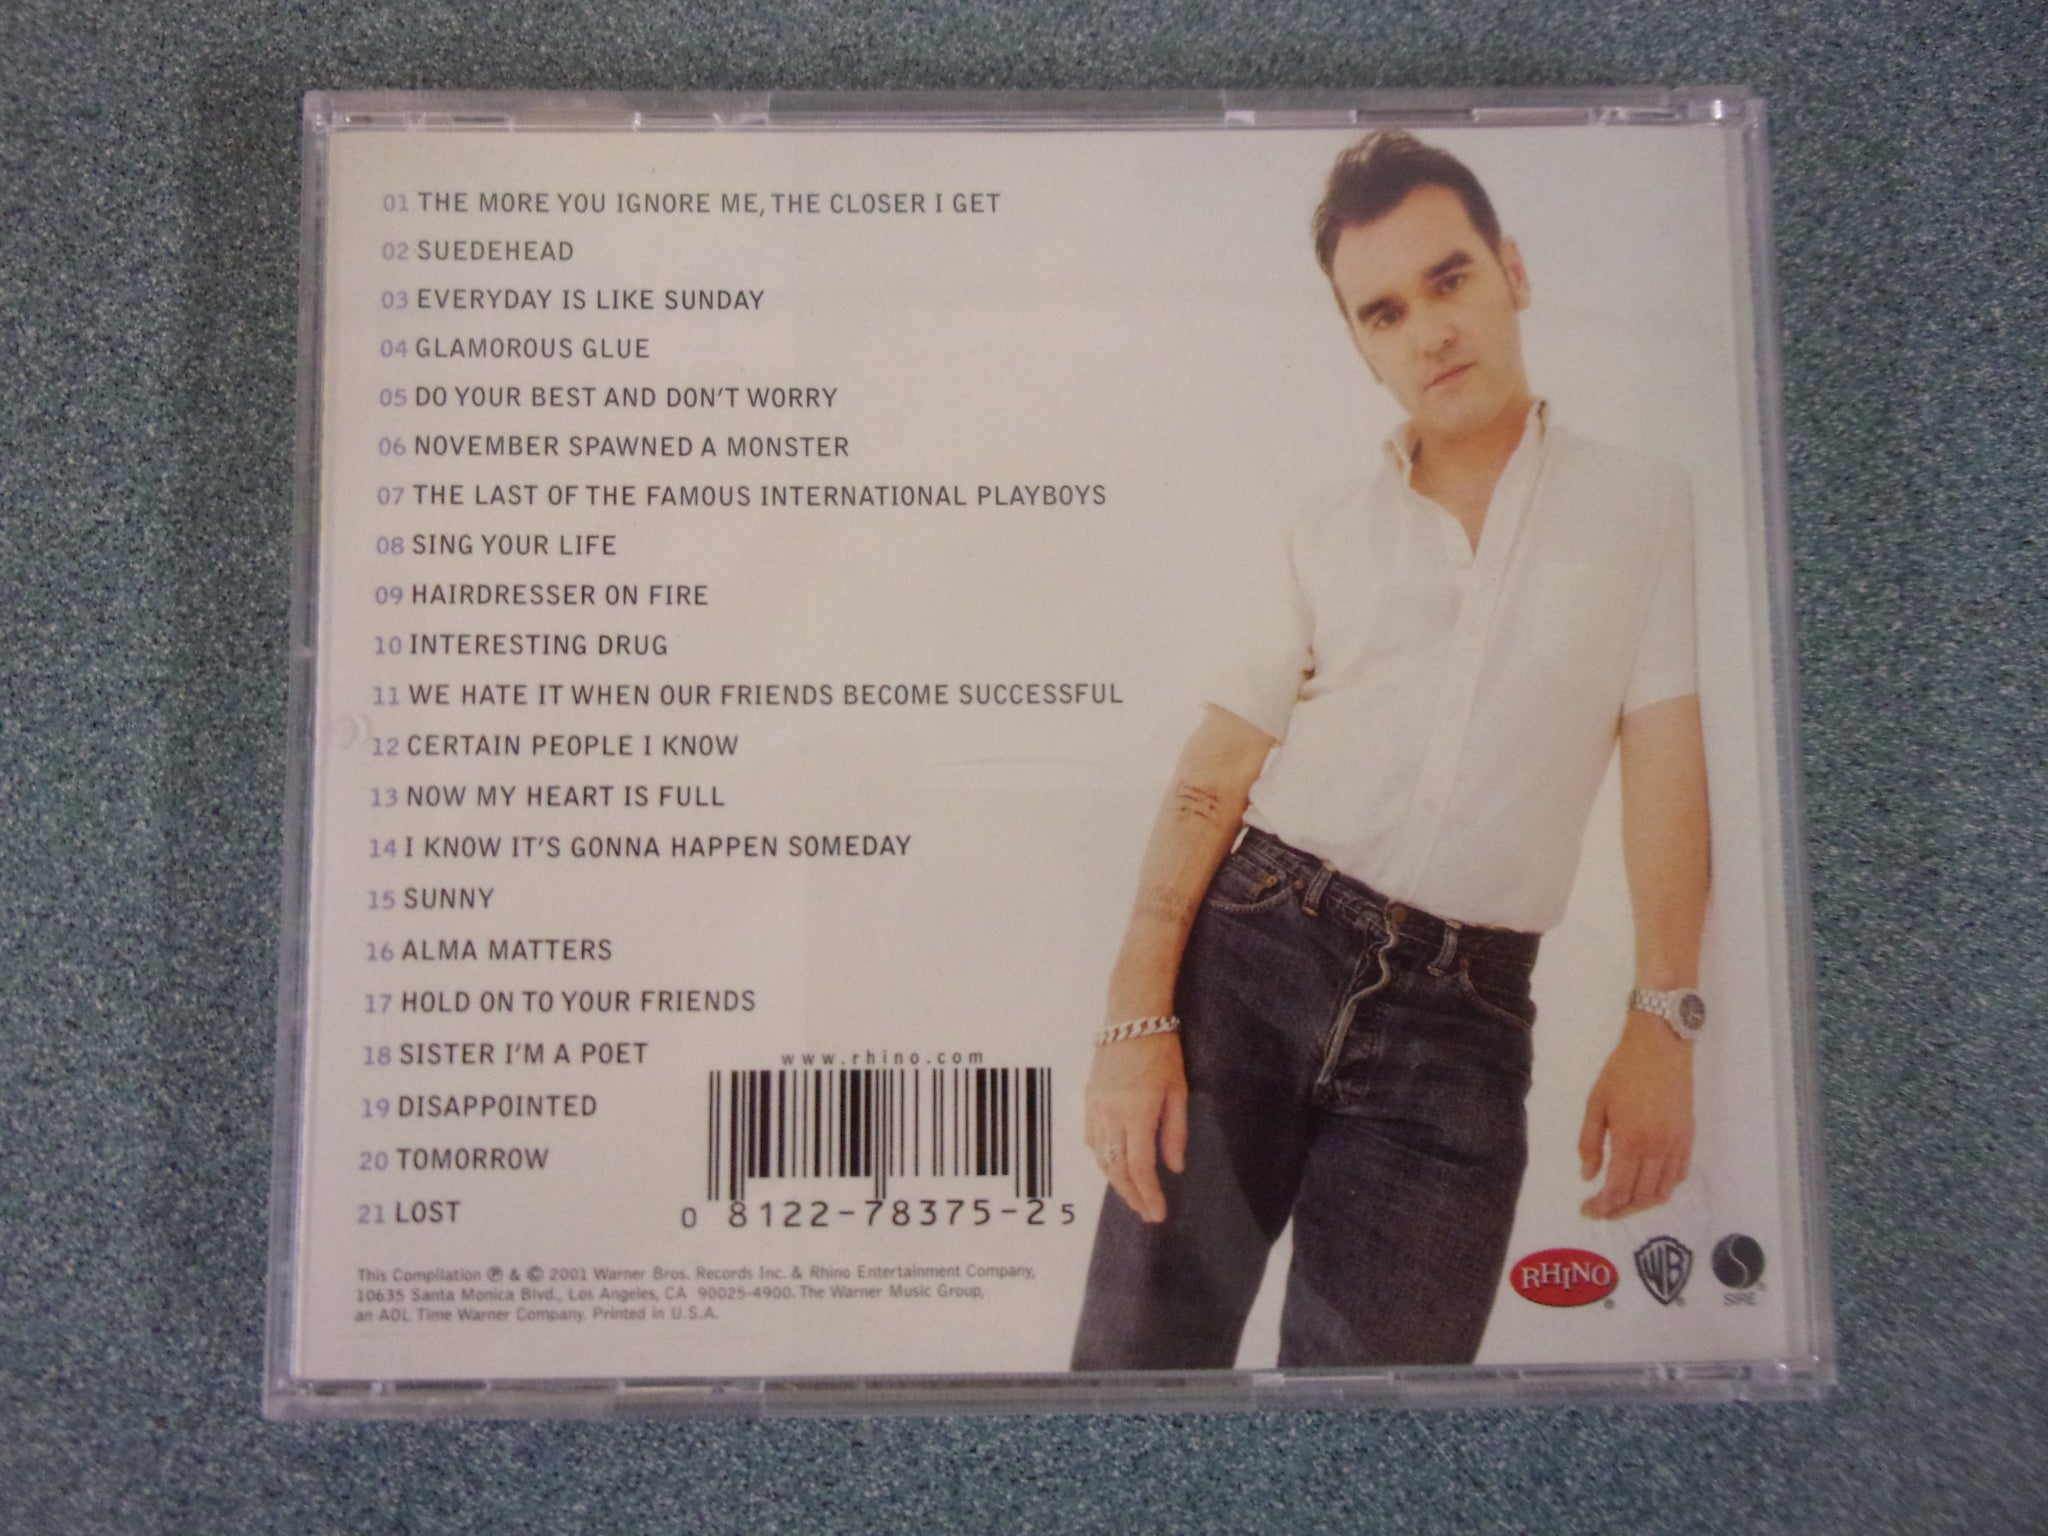 01 THE MORE YOU IGNORE ME, THE CLOSER I GET
02 SUEDEHEAD
03 EVERYDAY IS LIKE SUNDAY
04 GLAMOROUS GLUE
05 DO YOUR BEST AND DON'T WORRY
06 NOVEMBER SPAWNED A MONSTER
07 THE LAST OF THE FAMOUS INTERNATIONAL PLAYBOYS
08 SING YOUR LIFE
09 HAIRDRESSER ON FIRE
10 INTERESTING DRUG
11 WE HATE IT WHEN OUR FRIENDS BECOME SUCCESSFUL
12 CERTAIN PEOPLE I KNOW
13 NOW MY HEART IS FULL
14 I KNOW IT'S GONNA HAPPEN SOMEDAY
15 SUNNY
16 ALMA MATTERS
17 HOLD ON TO YOUR FRIENDS
18 SISTER I'M A POET
19 DISAPPOINTED
20 TOMORROW
21 LOST
www.rhino.com
0 8122-78375-2 5
This Compilation ℗ & © 2001 Warner Bros. Records Inc. & Rhino Entertainment Company,
10635 Santa Monica Blvd., Los Angeles, CA 90025-4900. The Warner Music Group,
an AOL Time Warner Company. Printed in U.S.A.
RHINO®
WB®
SIRE®